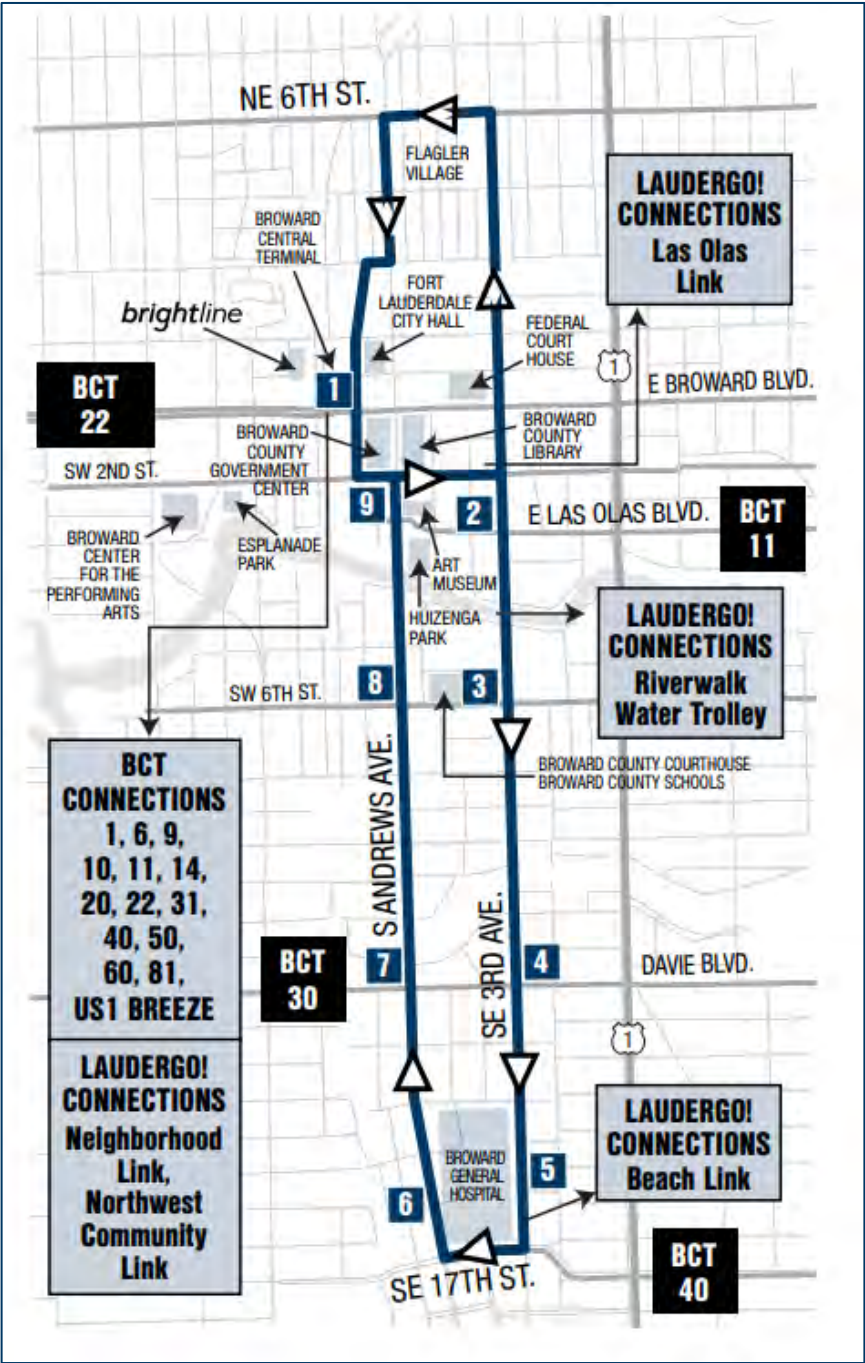 NE 6TH ST.
FLAGLER
VILLAGE
LAUDERGO!
CONNECTIONS
Las Olas
Link
BROWARD
CENTRAL
TERMINAL
brightline
FORT
LAUDERDALE
CITY HALL
FEDERAL
COURT
HOUSE
1
E BROWARD BLVD.
BCT
22
1
BROWARD
COUNTY
GOVERNMENT
CENTER
BROWARD
COUNTY
LIBRARY
SW 2ND ST.
9
2
E LAS OLAS BLVD.
BCT
11
BROWARD
CENTER
FOR THE
PERFORMING
ARTS
ESPLANADE
PARK
ART
MUSEUM
HUIZENGA
PARK
LAUDERGO!
CONNECTIONS
Riverwalk
Water Trolley
SW 6TH ST.
8
3
BROWARD COUNTY COURTHOUSE
BROWARD COUNTY SCHOOLS
BCT
CONNECTIONS
1, 6, 9,
10, 11, 14,
20, 22, 31,
40, 50,
60, 81,
US1 BREEZE
LAUDERGO!
CONNECTIONS
Neighborhood
Link,
Northwest
Community
Link
S ANDREWS AVE.
SE 3RD AVE.
BCT
30
7
4
DAVIE BLVD.
1
BROWARD
GENERAL
HOSPITAL
LAUDERGO!
CONNECTIONS
Beach Link
5
6
SE 17TH ST.
BCT
40